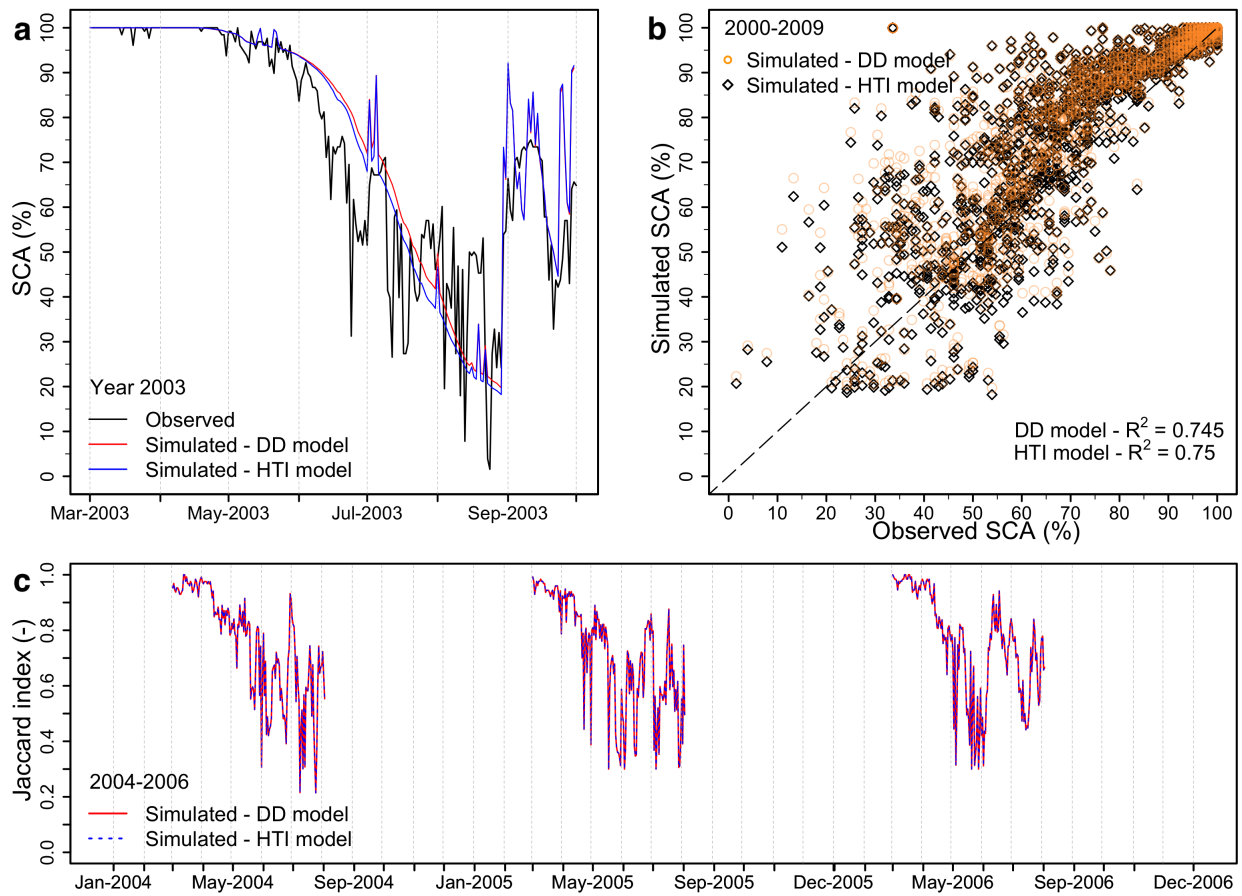 a
SCA (%)
100
90
80
70
60
50
40
30
20
10
0
Year 2003
Observed
Simulated - DD model
Simulated - HTI model
Mar-2003 May-2003 Jul-2003 Sep-2003
b
Simulated SCA (%)
100
90
80
70
60
50
40
30
20
10
0
2000-2009
Simulated - DD model
Simulated - HTI model
DD model - R² = 0.745
HTI model - R² = 0.75
0 10 20 30 40 50 60 70 80 90 100
Observed SCA (%)
c
Jaccard index (-)
1.0
0.8
0.6
0.4
0.2
0.0
2004-2006
Simulated - DD model
Simulated - HTI model
Jan-2004 May-2004 Sep-2004 Jan-2005 May-2005 Sep-2005 Dec-2005 May-2006 Sep-2006 Dec-2006